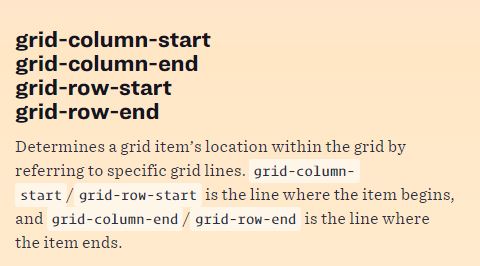 grid-column-start
grid-column-end
grid-row-start
grid-row-end
Determines a grid item’s location within the grid by
referring to specific grid lines. grid-column-
start / grid-row-start is the line where the item begins,
and grid-column-end / grid-row-end is the line where
the item ends.